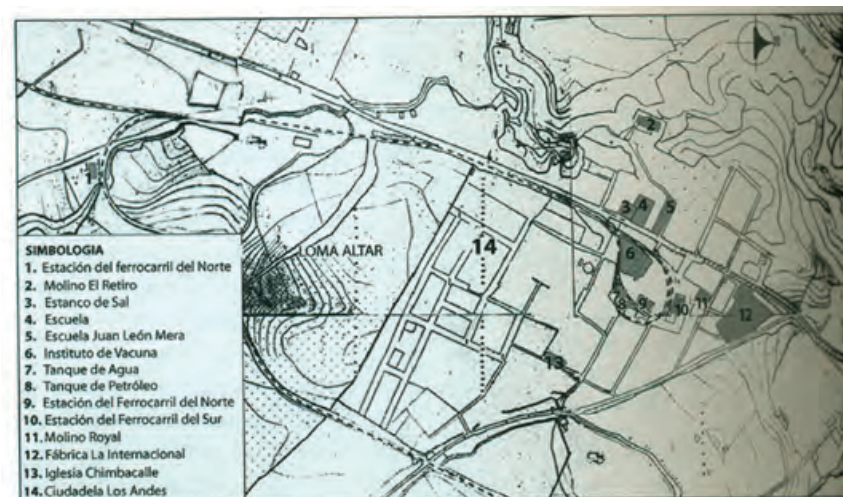 2
3
4
5
1
LOMA ALTAR
14
6
8
9
10
11
12
13
SIMBOLOGIA
1. Estación del ferrocarril del Norte
2. Molino El Retiro
3. Estanco de Sal
4. Escuela
5. Escuela Juan León Mera
6. Instituto de Vacuna
7. Tanque de Agua
8. Tanque de Petróleo
9. Estación del Ferrocarril del Norte
10. Estación del Ferrocarril del Sur
11. Molino Royal
12. Fábrica La Internacional
13. Iglesia Chimbacalle
14. Ciudadela Los Andes